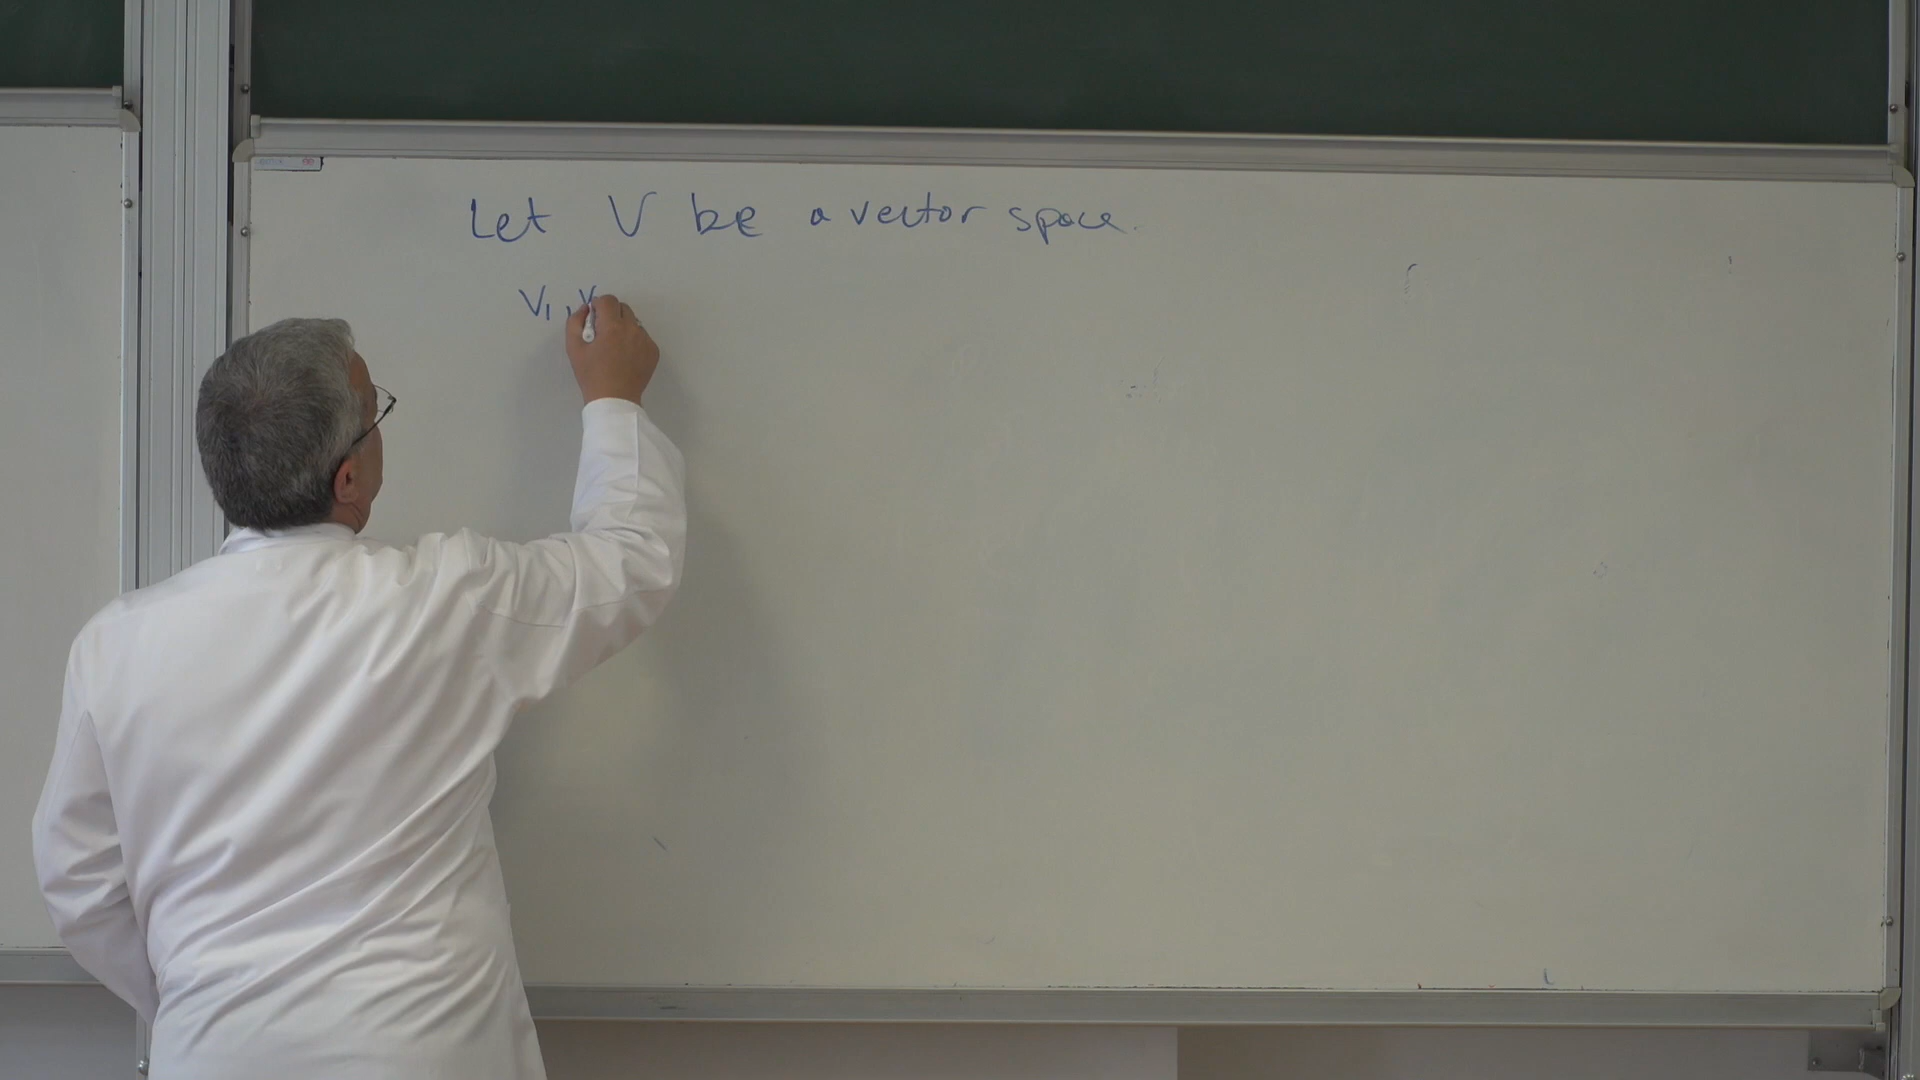 Let V be a vector space.
V1, V